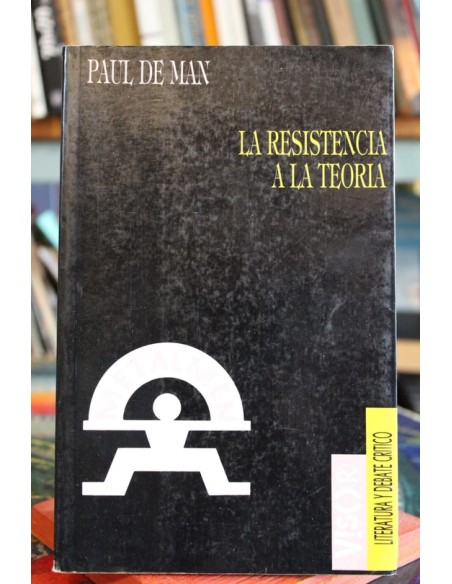 PAUL DE MAN
LA RESISTENCIA
A LA TEORIA
VISOR
LITERATURA Y DEBATE CRITICO